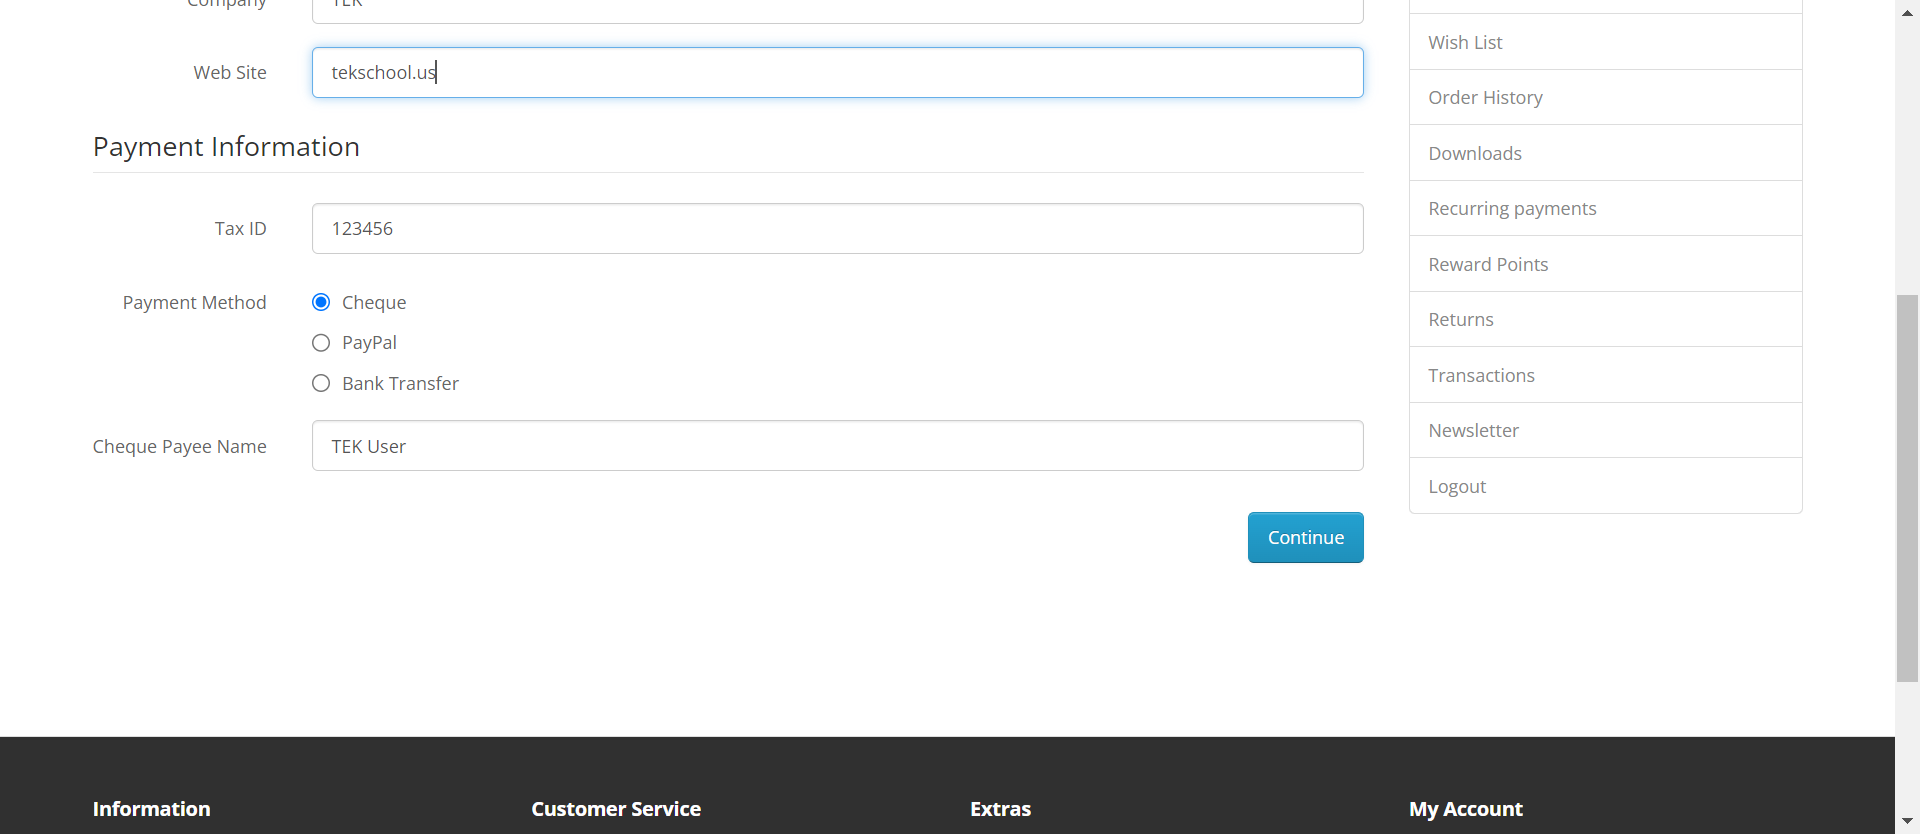 Company TEK
Web Site tekschool.us
Payment Information
Tax ID 123456
Payment Method Cheque
PayPal
Bank Transfer
Cheque Payee Name TEK User
Continue
Wish List
Order History
Downloads
Recurring payments
Reward Points
Returns
Transactions
Newsletter
Logout
Information Customer Service Extras My Account